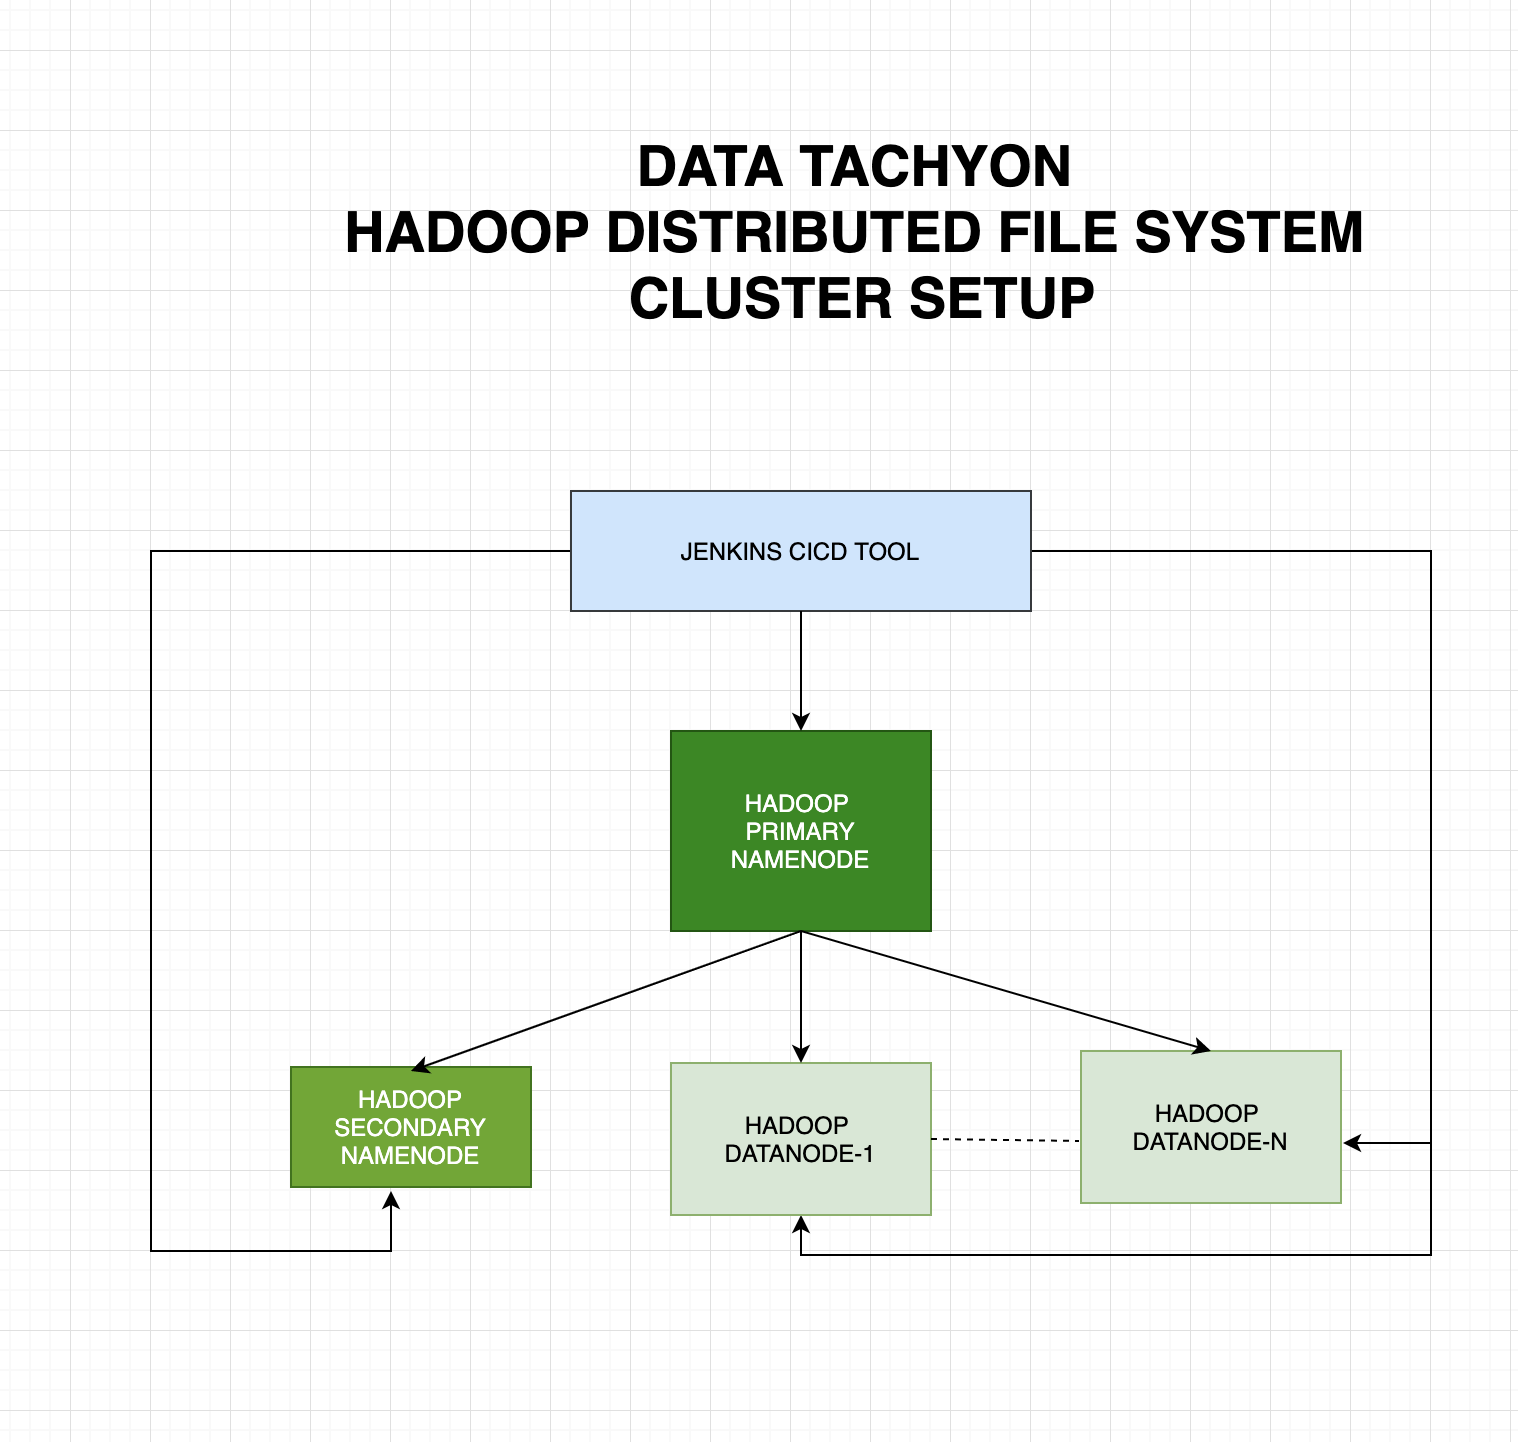 DATA TACHYON
HADOOP DISTRIBUTED FILE SYSTEM
CLUSTER SETUP
JENKINS CICD TOOL
HADOOP
PRIMARY
NAMENODE
HADOOP
SECONDARY
NAMENODE
HADOOP
DATANODE-1
HADOOP
DATANODE-N